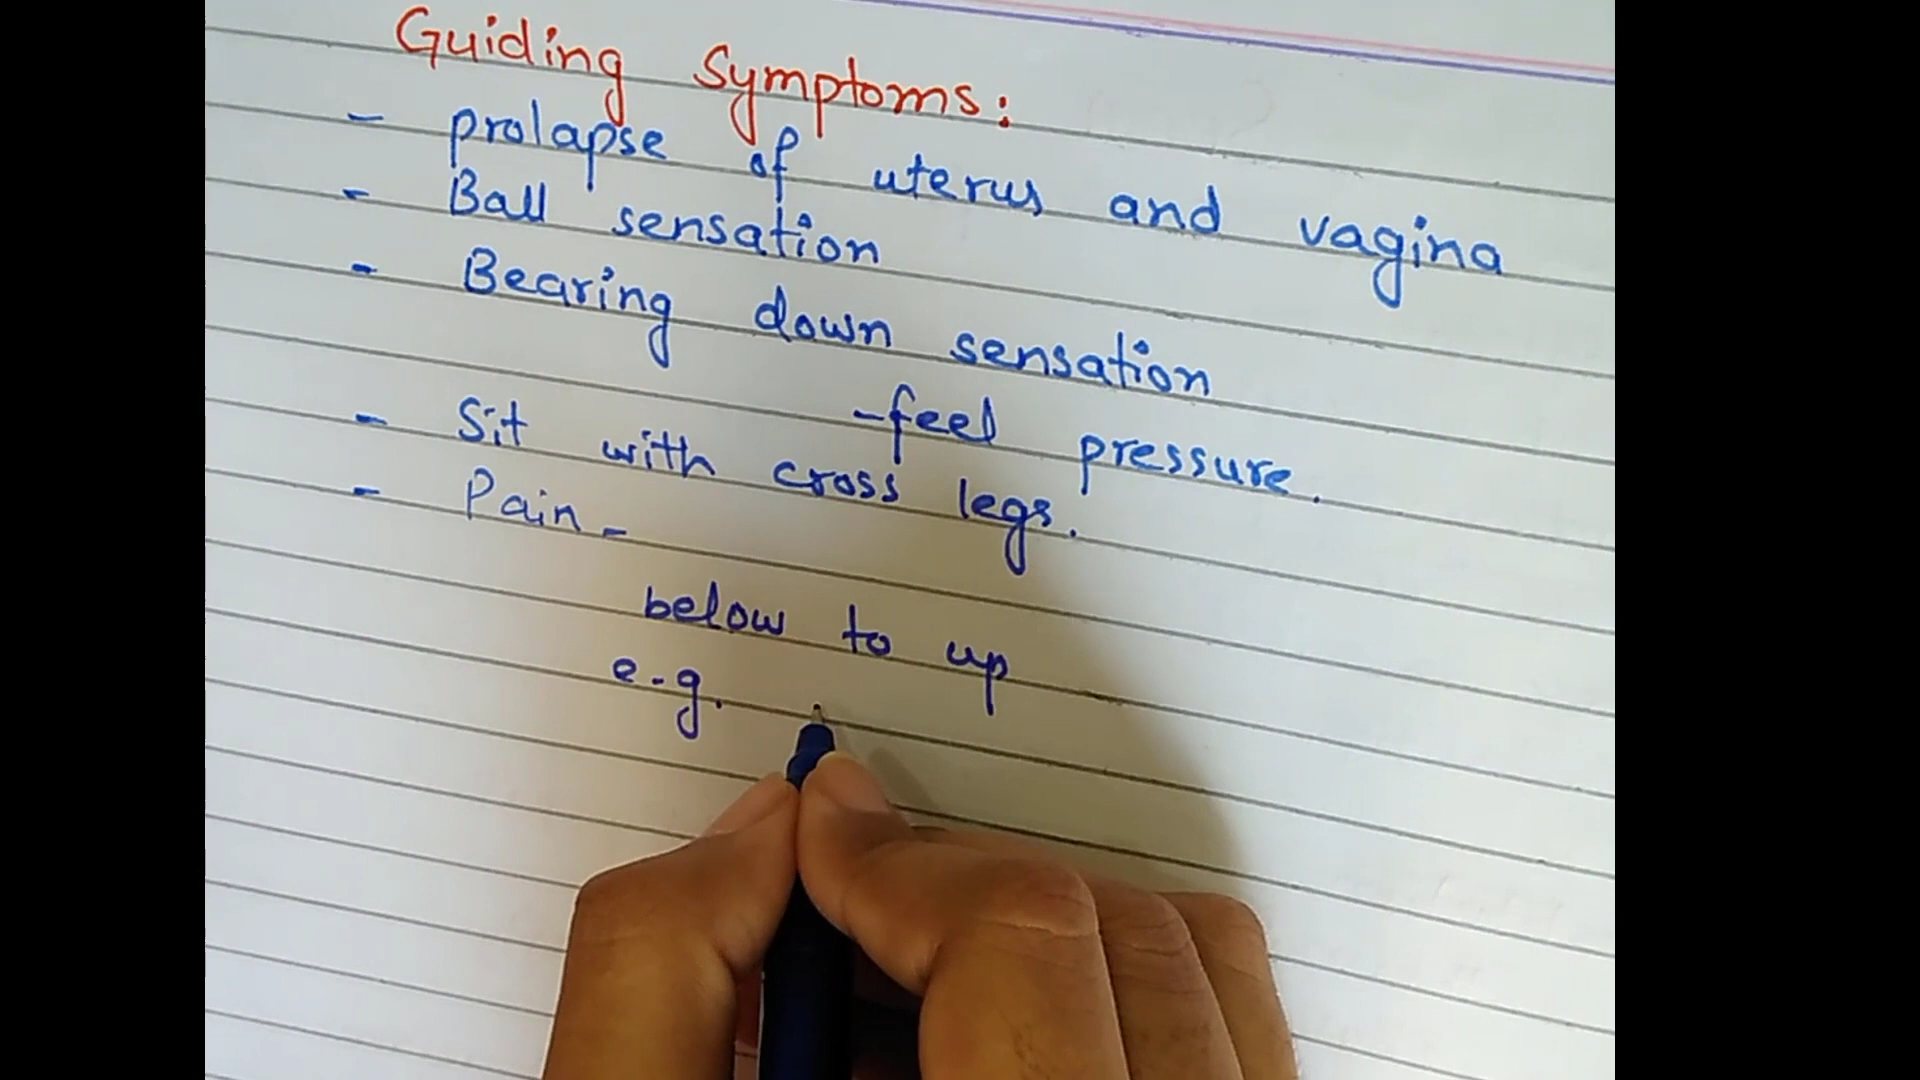 Guiding Symptoms:
- prolapse of uterus and vagina
- Ball sensation
- Bearing down sensation
- feel pressure.
- Sit with cross legs.
- Pain -
below to up
e.g.